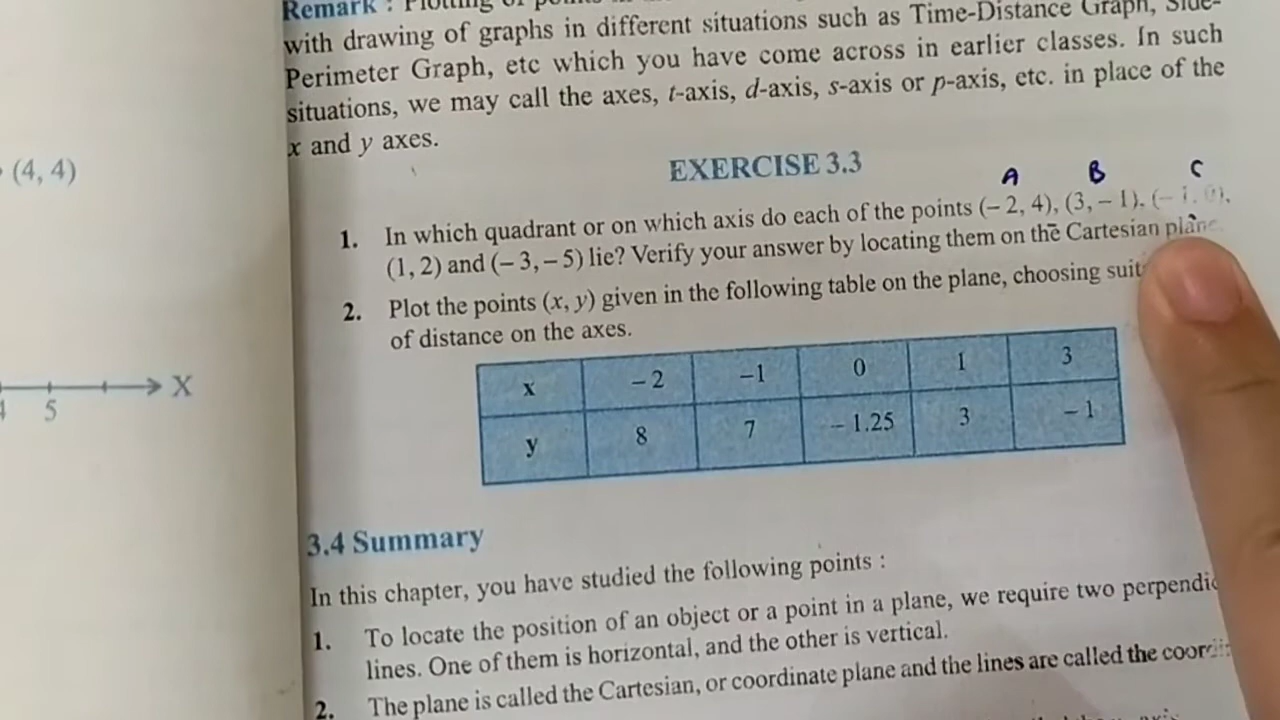 Remark : Plotting of points in
with drawing of graphs in different situations such as Time-Distance Graph, Side-
Perimeter Graph, etc which you have come across in earlier classes. In such
situations, we may call the axes, t-axis, d-axis, s-axis or p-axis, etc. in place of the
x and y axes.
(4, 4)
X
5
EXERCISE 3.3
A B C
1. In which quadrant or on which axis do each of the points (– 2, 4), (3, – 1), (– 1, 0),
(1, 2) and (– 3, – 5) lie? Verify your answer by locating them on the Cartesian plane.
2. Plot the points (x, y) given in the following table on the plane, choosing
of distance on the axes.
x – 2 –1 0 1 3
y 8 7 – 1.25 3 – 1
3.4 Summary
In this chapter, you have studied the following points :
1. To locate the position of an object or a point in a plane, we require two
lines. One of them is horizontal, and the other is vertical.
2. The plane is called the Cartesian, or coordinate plane and the lines are called the